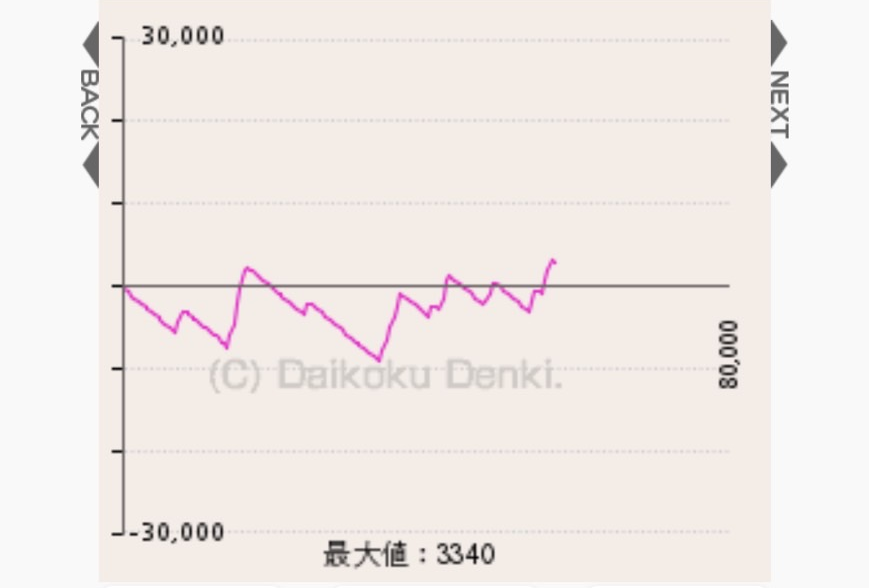 30,000
BACK
NEXT
80,000
(C) Daikoku Denki.
-30,000
最大値：3340